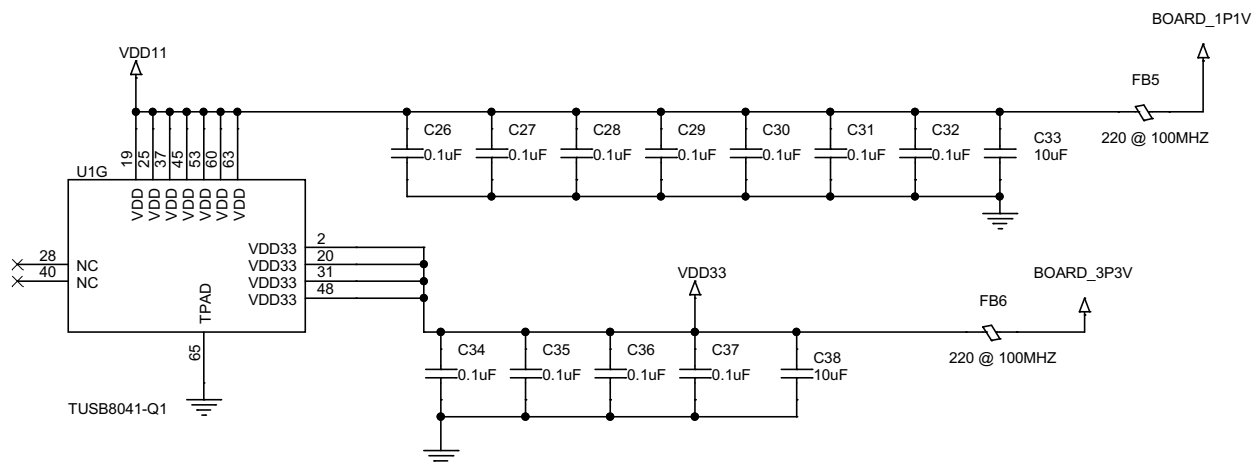 BOARD_1P1V
VDD11
FB5
220 @ 100MHZ
C26
0.1uF
C27
0.1uF
C28
0.1uF
C29
0.1uF
C30
0.1uF
C31
0.1uF
C32
0.1uF
C33
10uF
19
25
37
45
53
60
63
U1G
VDD
VDD
VDD
VDD
VDD
VDD
VDD
28
NC
40
NC
VDD33
2
VDD33
20
VDD33
31
VDD33
48
TPAD
65
TUSB8041-Q1
VDD33
BOARD_3P3V
FB6
220 @ 100MHZ
C34
0.1uF
C35
0.1uF
C36
0.1uF
C37
0.1uF
C38
10uF